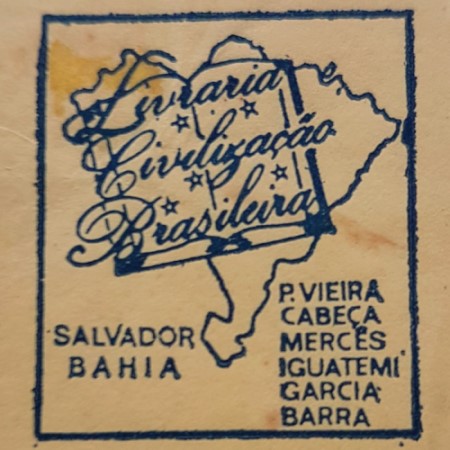 Livraria
Civilização
Brasileira
SALVADOR
BAHIA
P. VIEIRA
CABEÇA
MERCÊS
IGUATEMI
GARCIA
BARRA